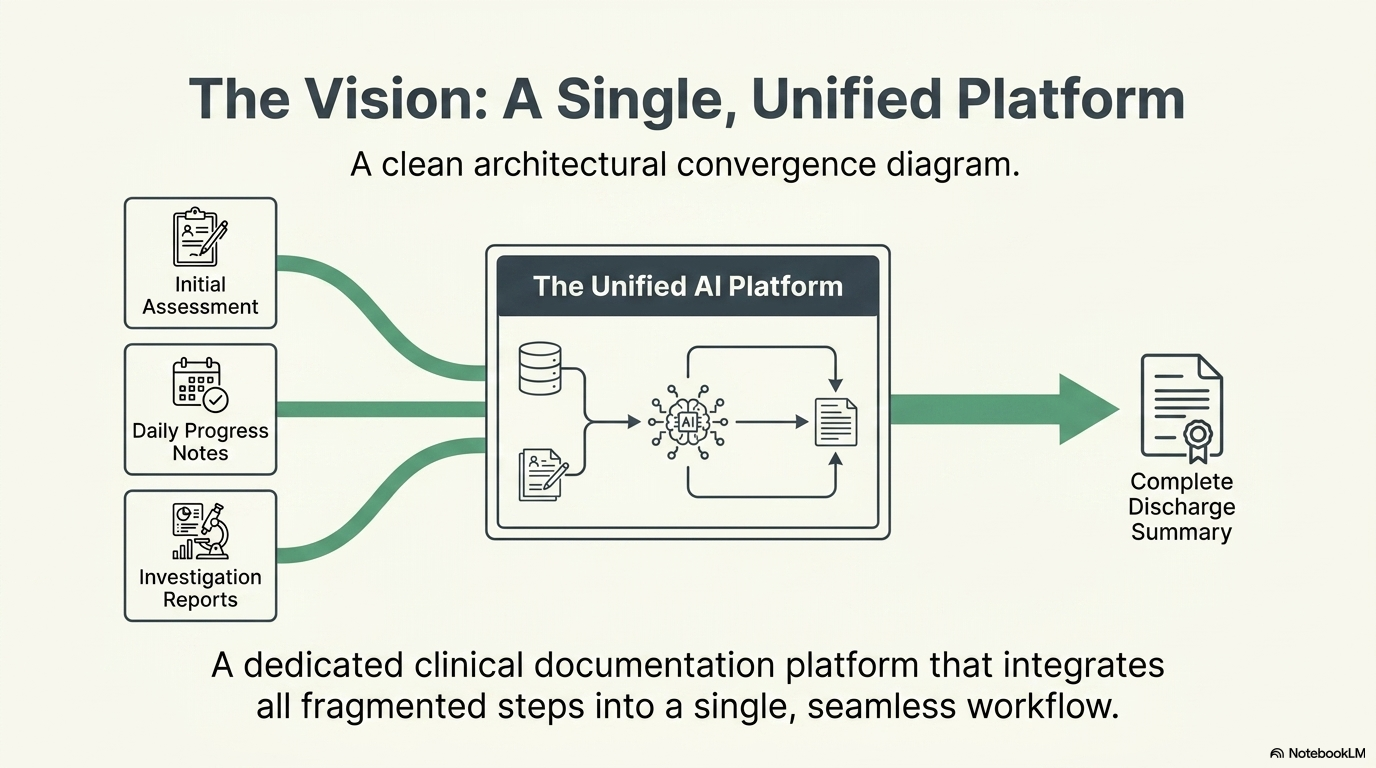 The Vision: A Single, Unified Platform
A clean architectural convergence diagram.
Initial
Assessment
Daily Progress
Notes
Investigation
Reports
The Unified AI Platform
AI
Complete
Discharge
Summary
A dedicated clinical documentation platform that integrates
all fragmented steps into a single, seamless workflow.
NotebookLM